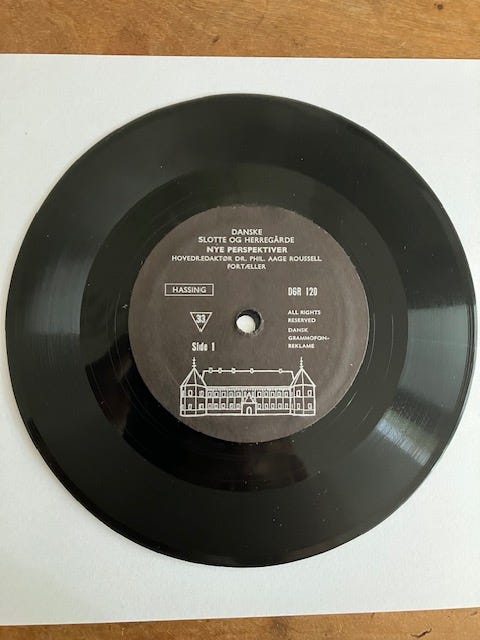 DANSKE
SLOTTE OG HERREGÅRDE
NYE PERSPEKTIVER
HOVEDREDAKTØR DR. PHIL. AAGE ROUSSELL
FORTÆLLER
HASSING
DGR 120
33
ALL RIGHTS
RESERVED
Side 1
DANSK
GRAMMOFON-
REKLAME